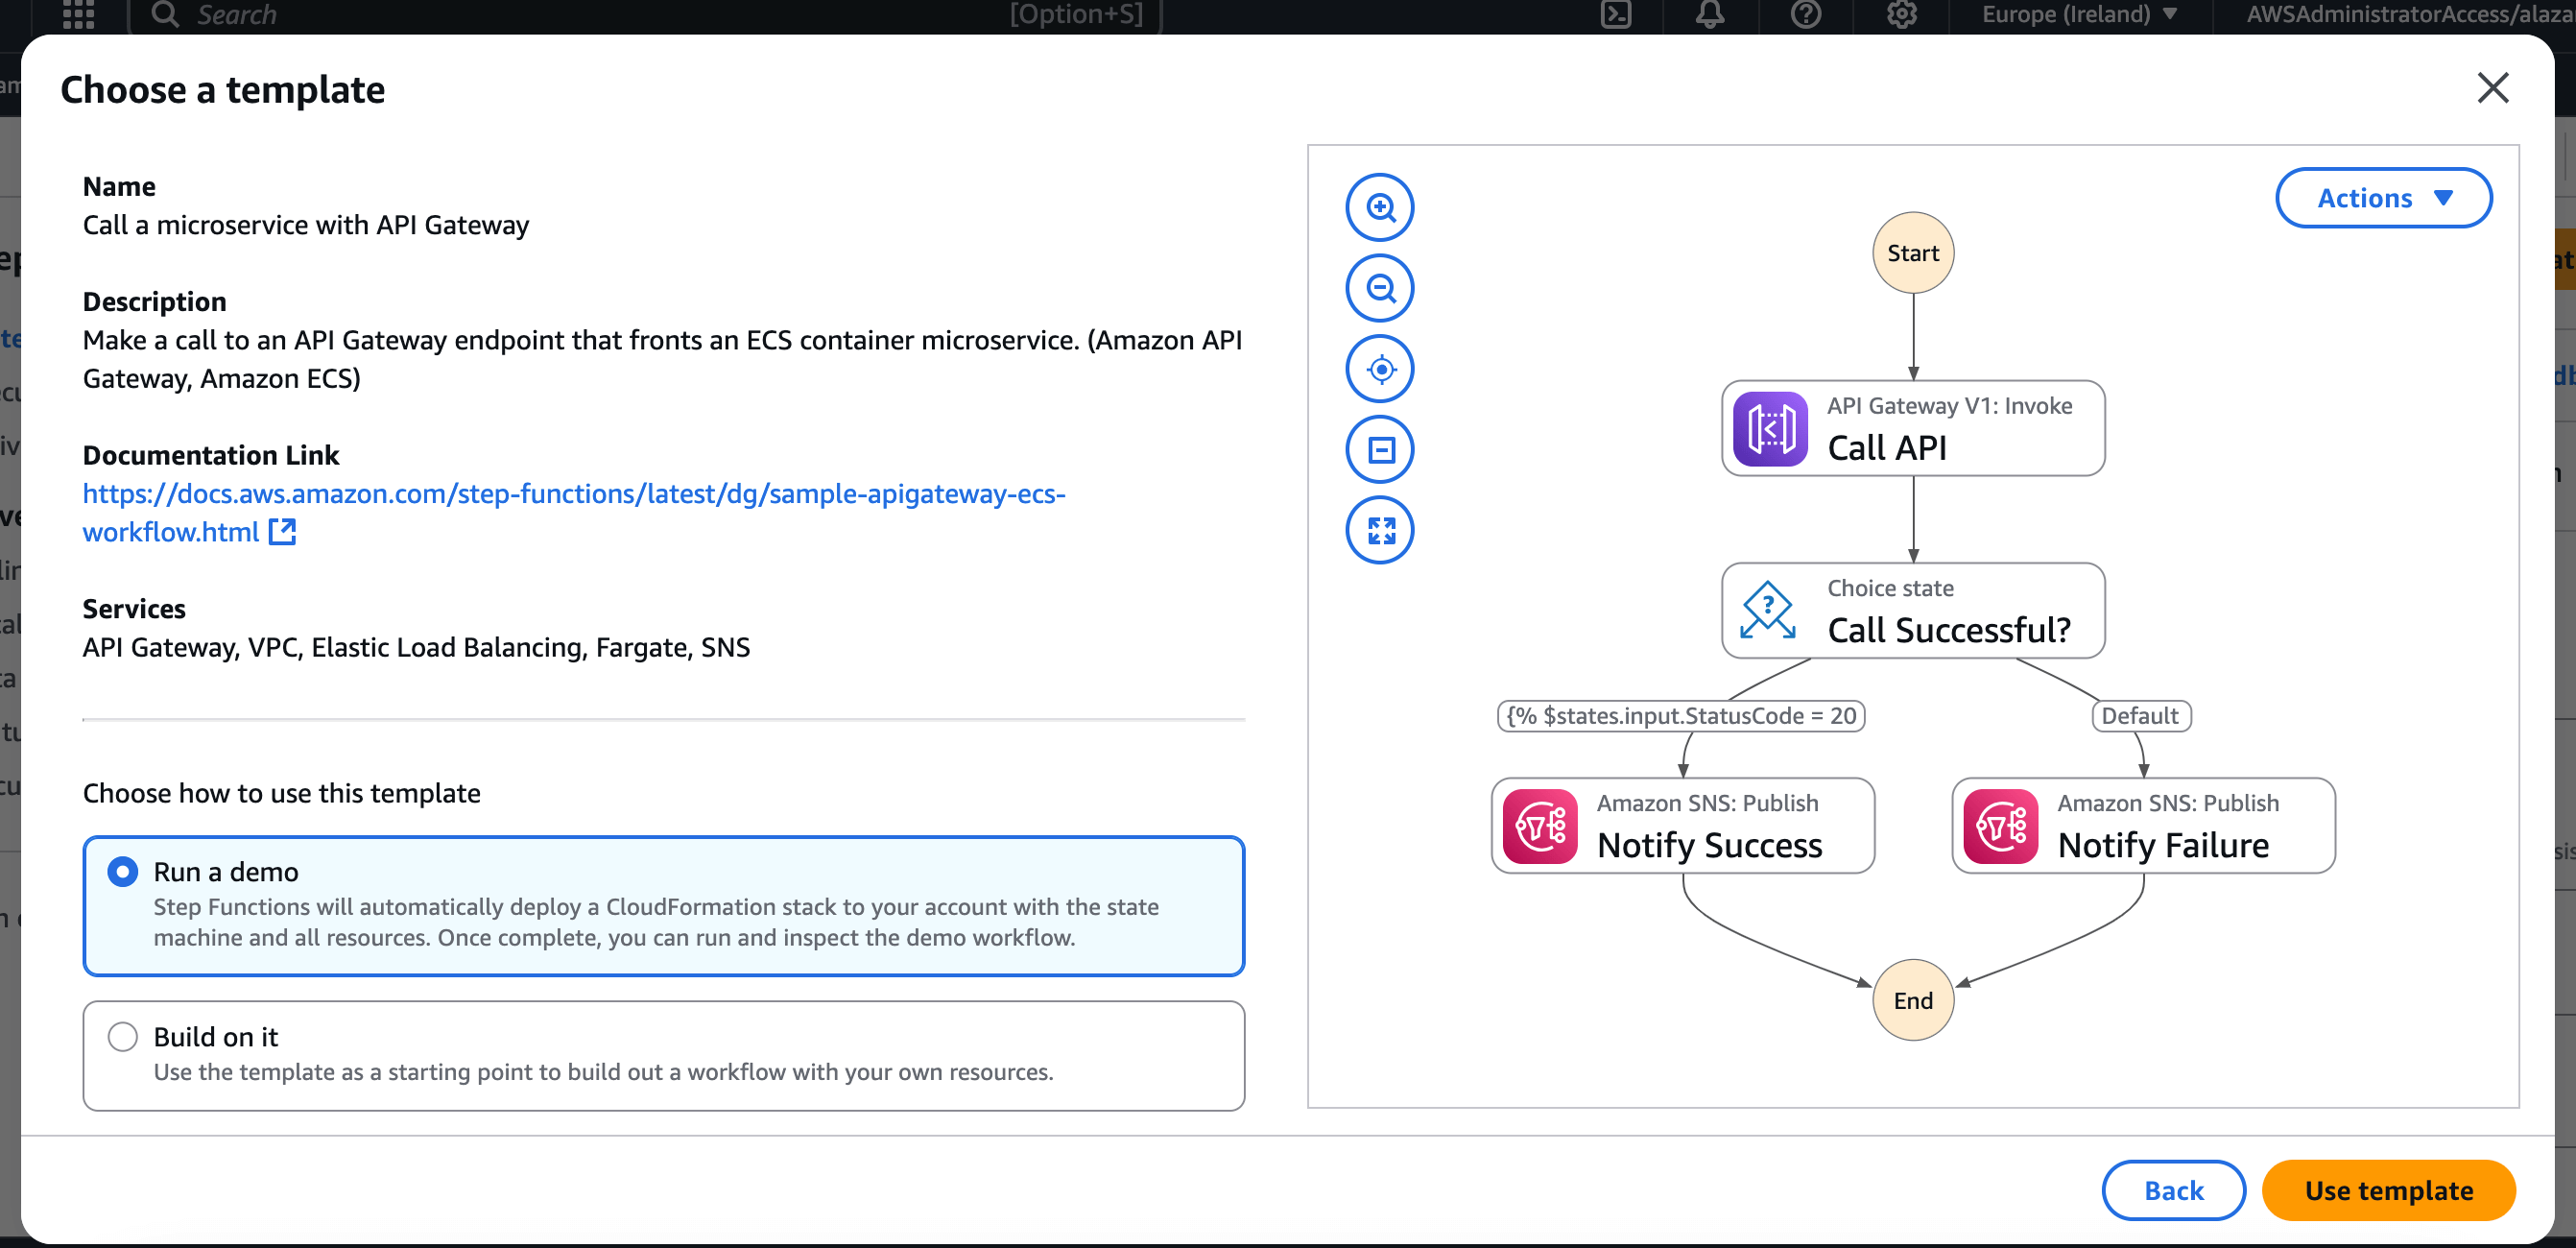 Search
[Option+S]
Europe (Ireland)
Choose a template
Name
Call a microservice with API Gateway
Description
Make a call to an API Gateway endpoint that fronts an ECS container microservice. (Amazon API
Gateway, Amazon ECS)
Documentation Link
https://docs.aws.amazon.com/step-functions/latest/dg/sample-apigateway-ecs-
workflow.html
Services
API Gateway, VPC, Elastic Load Balancing, Fargate, SNS
Choose how to use this template
Run a demo
Step Functions will automatically deploy a CloudFormation stack to your account with the state
machine and all resources. Once complete, you can run and inspect the demo workflow.
Build on it
Use the template as a starting point to build out a workflow with your own resources.
Actions
Start
API Gateway V1: Invoke
Call API
Choice state
Call Successful?
{% $states.input.StatusCode = 20
Default
Amazon SNS: Publish
Notify Success
Amazon SNS: Publish
Notify Failure
End
Back
Use template